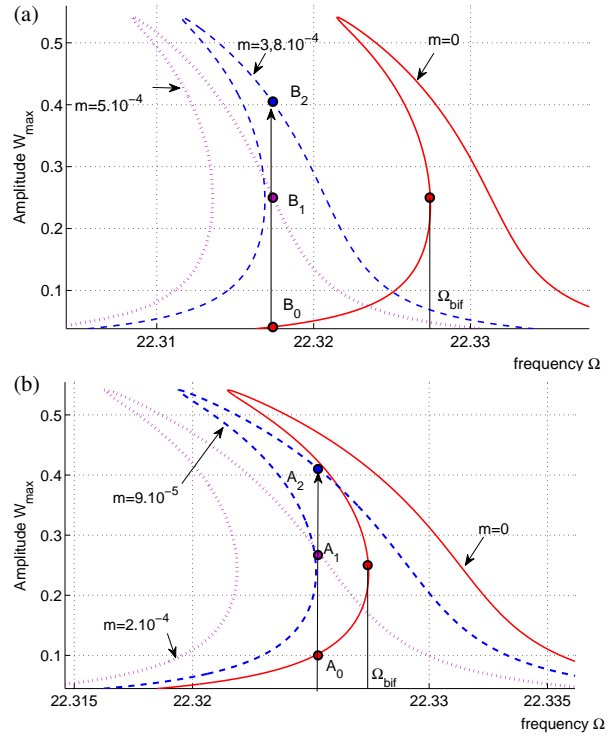 (a)
0.5
0.4
0.3
0.2
0.1
Amplitude W_max
m=5.10^-4
m=3,8.10^-4
m=0
B_2
B_1
B_0
Ω_bif
22.31
22.32
22.33
frequency Ω
(b)
0.5
0.4
0.3
0.2
0.1
Amplitude W_max
m=9.10^-5
m=2.10^-4
m=0
A_2
A_1
A_0
Ω_bif
22.315
22.32
22.33
22.335
frequency Ω